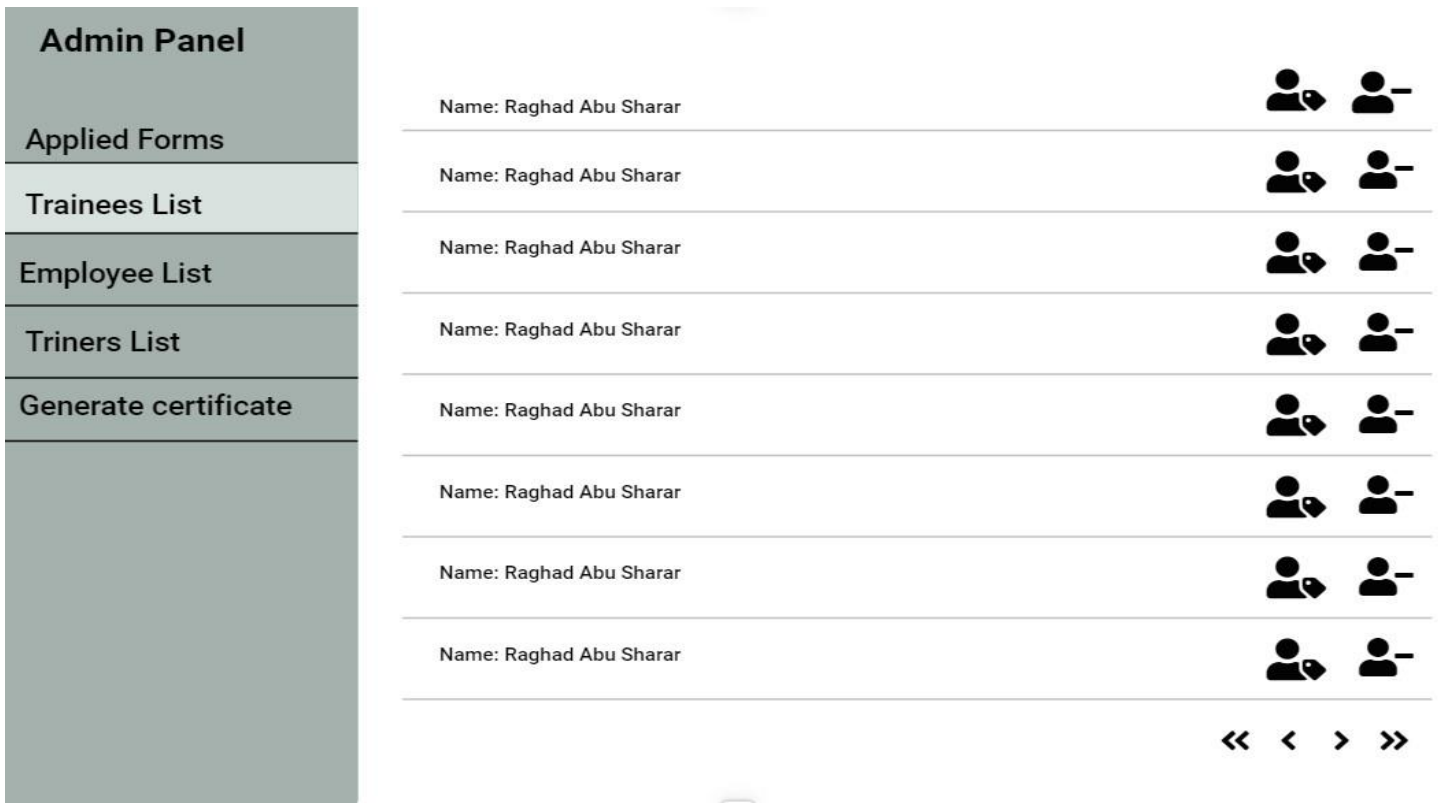 Admin Panel
Applied Forms
Trainees List
Employee List
Triners List
Generate certificate
Name: Raghad Abu Sharar
Name: Raghad Abu Sharar
Name: Raghad Abu Sharar
Name: Raghad Abu Sharar
Name: Raghad Abu Sharar
Name: Raghad Abu Sharar
Name: Raghad Abu Sharar
Name: Raghad Abu Sharar